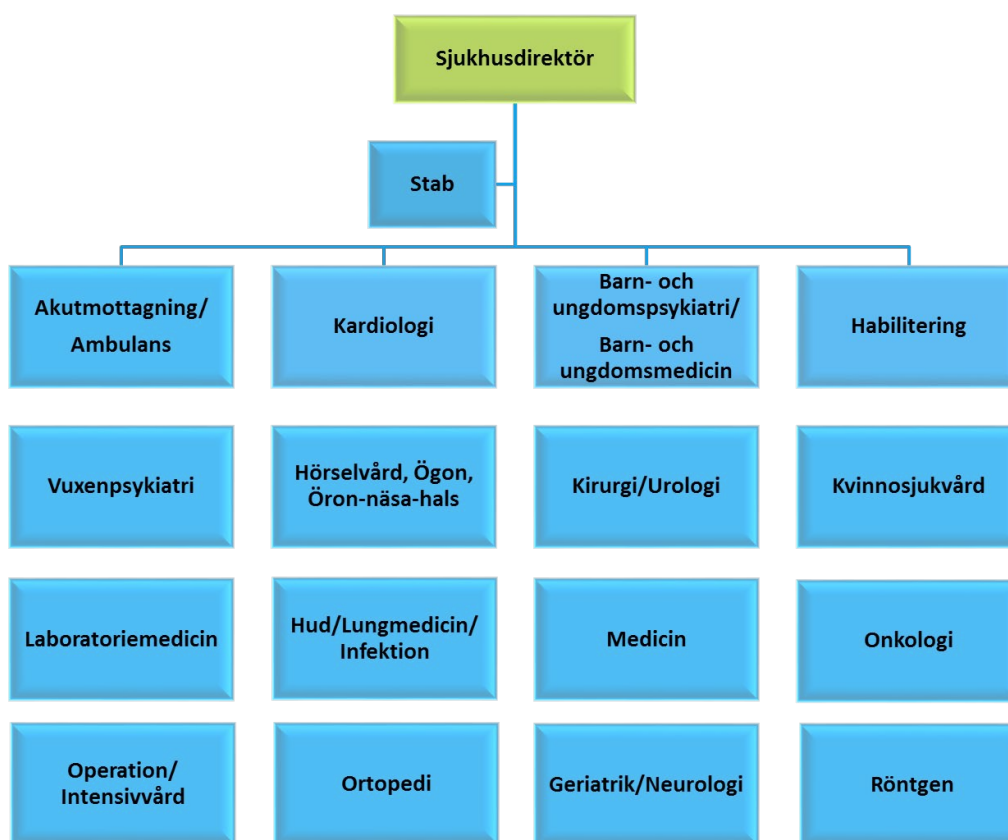 Sjukhusdirektör
Stab
Akutmottagning/
Ambulans
Kardiologi
Barn- och
ungdomspsykiatri/
Barn- och
ungdomsmedicin
Habilitering
Vuxenpsykiatri
Hörselvård, Ögon,
Öron-näsa-hals
Kirurgi/Urologi
Kvinnosjukvård
Laboratoriemedicin
Hud/Lungmedicin/
Infektion
Medicin
Onkologi
Operation/
Intensivvård
Ortopedi
Geriatrik/Neurologi
Röntgen